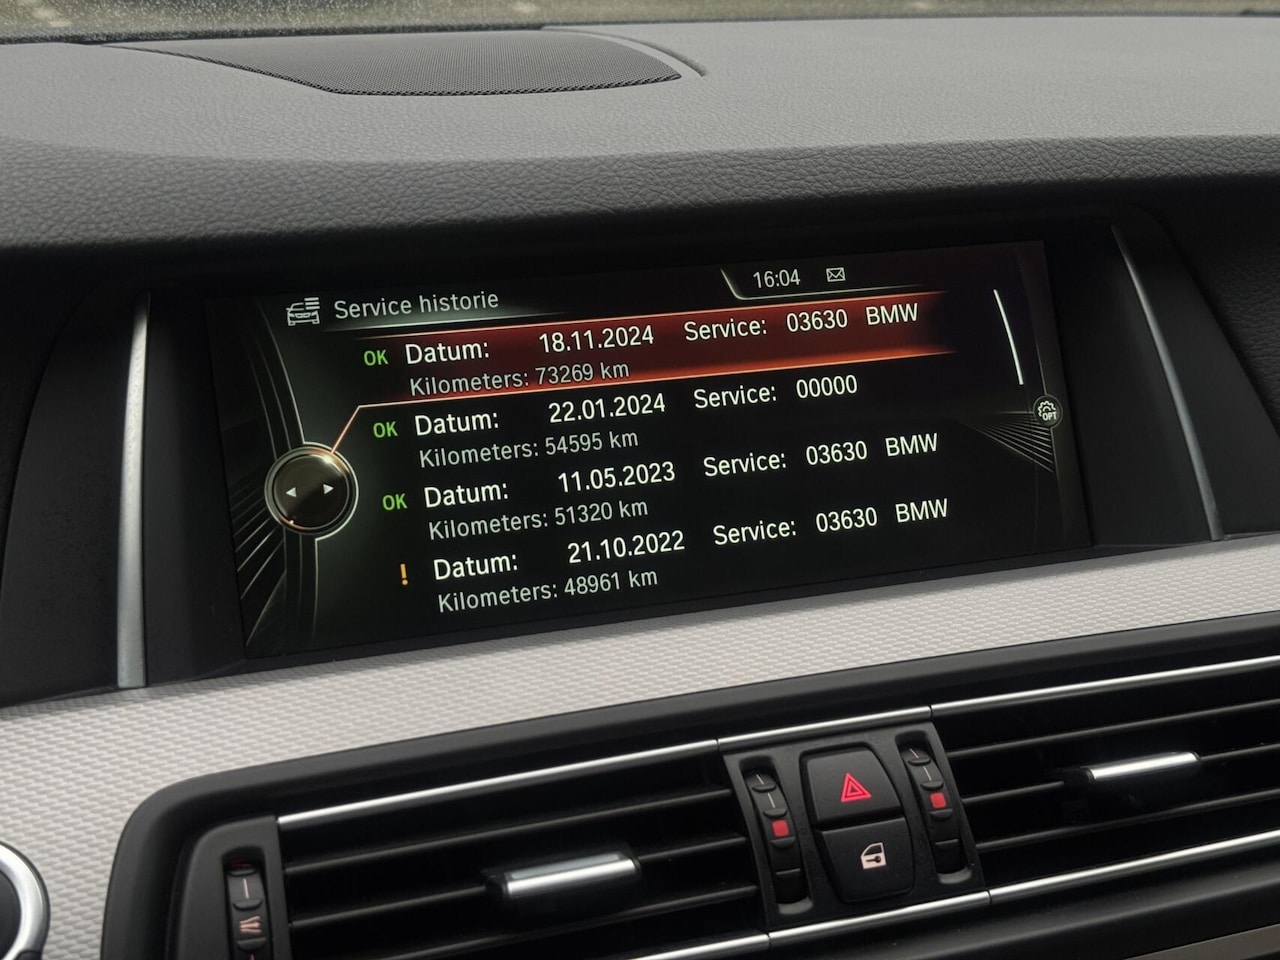 Service historie 16:04
OK Datum: 18.11.2024 Service: 03630 BMW
Kilometers: 73269 km
OK Datum: 22.01.2024 Service: 00000
Kilometers: 54595 km
OK Datum: 11.05.2023 Service: 03630 BMW
Kilometers: 51320 km
! Datum: 21.10.2022 Service: 03630 BMW
Kilometers: 48961 km
OPT